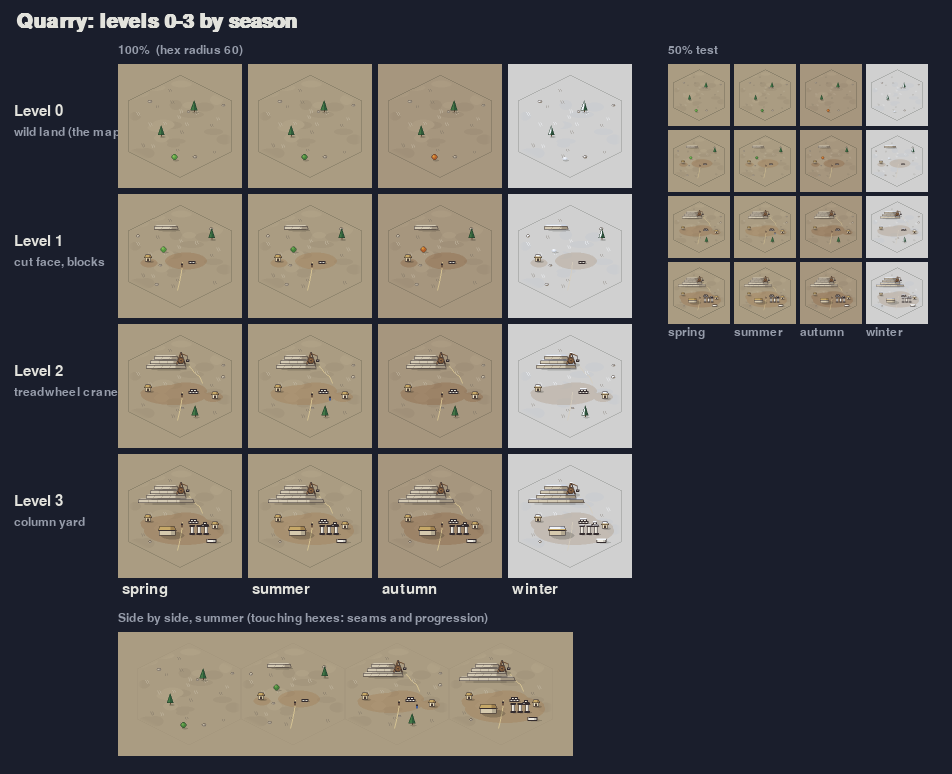 Quarry: levels 0-3 by season
100% (hex radius 60)
50% test
Level 0
wild land (the map
Level 1
cut face, blocks
Level 2
treadwheel crane
Level 3
column yard
spring summer autumn winter
spring summer autumn winter
Side by side, summer (touching hexes: seams and progression)